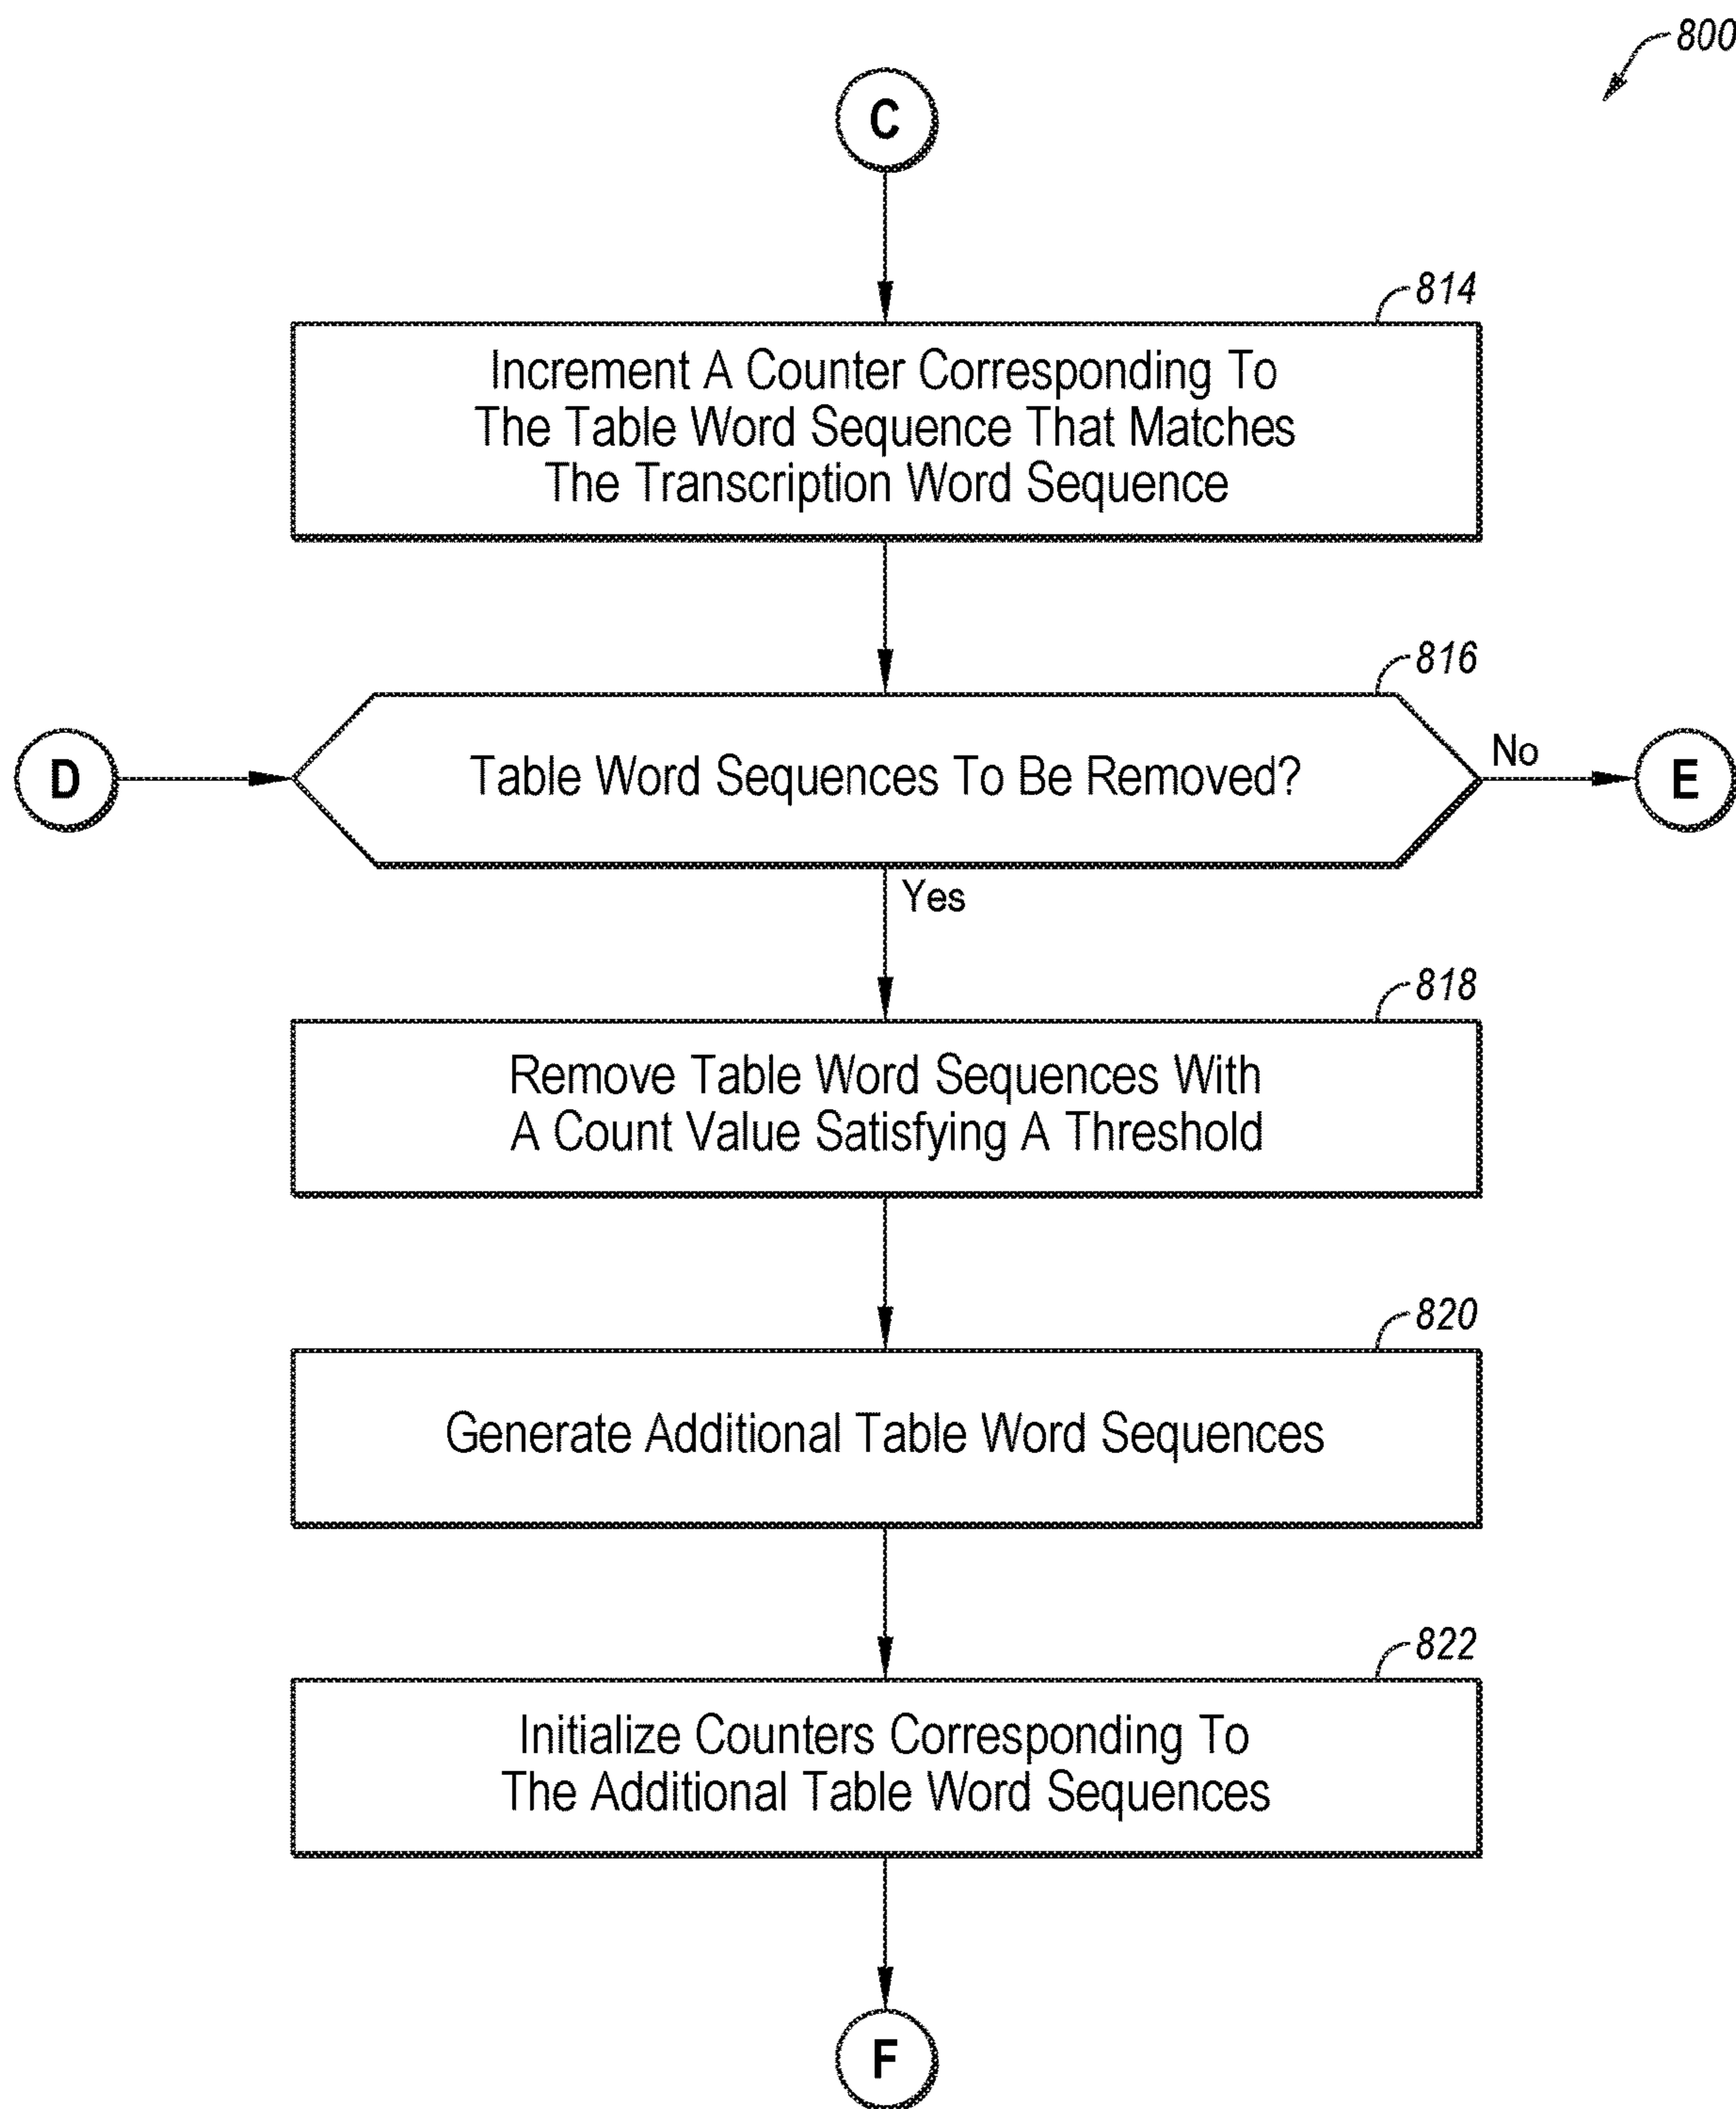 800
C
814
Increment A Counter Corresponding To
The Table Word Sequence That Matches
The Transcription Word Sequence
816
D
Table Word Sequences To Be Removed?
No
E
Yes
818
Remove Table Word Sequences With
A Count Value Satisfying A Threshold
820
Generate Additional Table Word Sequences
822
Initialize Counters Corresponding To
The Additional Table Word Sequences
F